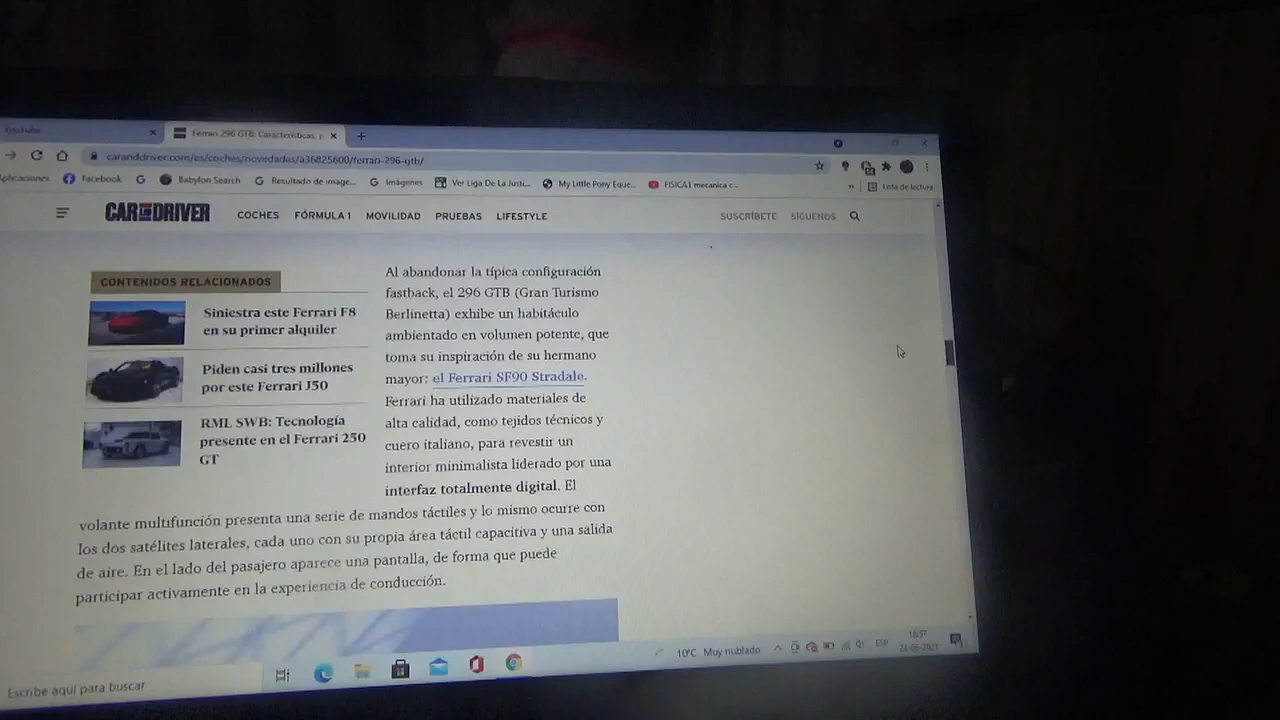 YouTube
Ferrari 296 GTB: Características, p
caranddriver.com/es/coches/novedades/a36825600/ferrari-296-gtb/
plicaciones Facebook Babylon Search Resultado de image... Imágenes Ver Liga De La Justi... My Little Pony Eque... FISICA1 mecanica c... » Lista de lectura
CAR AND DRIVER COCHES FÓRMULA 1 MOVILIDAD PRUEBAS LIFESTYLE SUSCRÍBETE SÍGUENOS
CONTENIDOS RELACIONADOS
Siniestra este Ferrari F8
en su primer alquiler
Piden casi tres millones
por este Ferrari J50
RML SWB: Tecnología
presente en el Ferrari 250
GT
Al abandonar la típica configuración
fastback, el 296 GTB (Gran Turismo
Berlinetta) exhibe un habitáculo
ambientado en volumen potente, que
toma su inspiración de su hermano
mayor: el Ferrari SF90 Stradale.
Ferrari ha utilizado materiales de
alta calidad, como tejidos técnicos y
cuero italiano, para revestir un
interior minimalista liderado por una
interfaz totalmente digital. El
volante multifunción presenta una serie de mandos táctiles y lo mismo ocurre con
los dos satélites laterales, cada uno con su propia área táctil capacitiva y una salida
de aire. En el lado del pasajero aparece una pantalla, de forma que puede
participar activamente en la experiencia de conducción.
Escribe aquí para buscar
10°C Muy nublado
ESP
18:57
24-06-2021